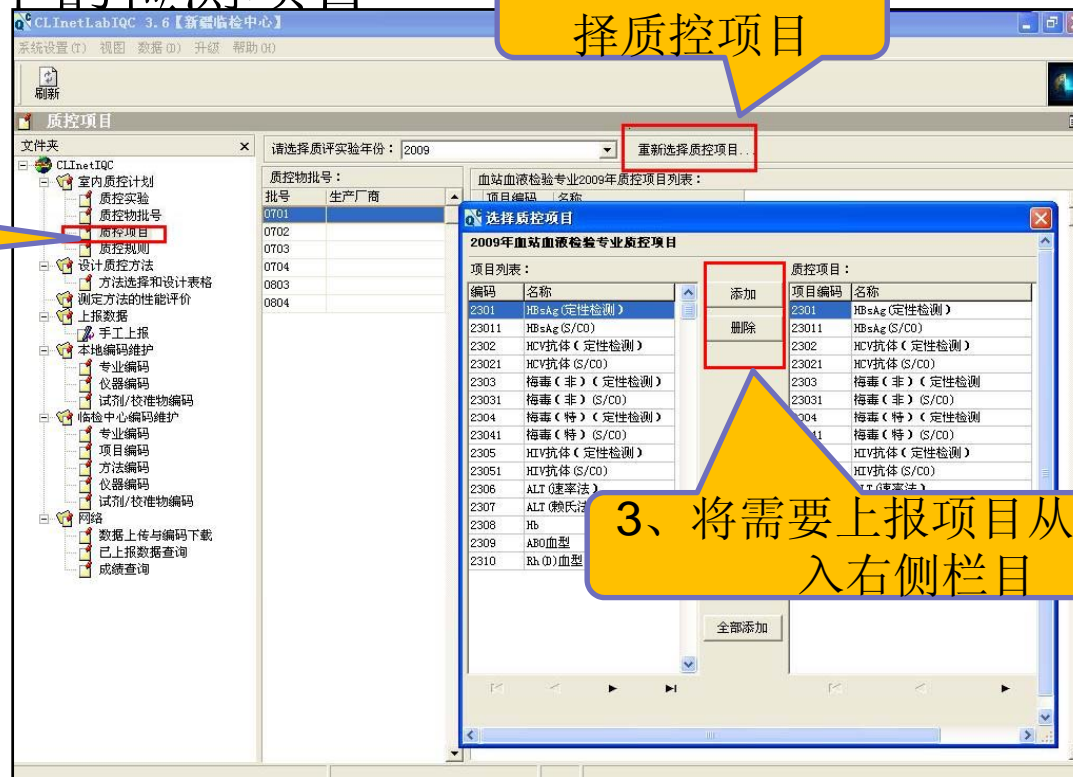 的检测项目
CLInetLabIQC 3.6【新疆临检中心】
择质控项目
系统设置(T) 视图 数据(D) 升级 帮助(H)
刷新
质控项目
文件夹 ×
请选择质评实验年份： 2009
重新选择质控项目...
CLInetIQC
室内质控计划
质控实验
质控物批号
质控项目
质控规则
设计质控方法
方法选择和设计表格
测定方法的性能评价
上报数据
手工上报
本地编码维护
专业编码
仪器编码
试剂/校准物编码
临检中心编码维护
专业编码
项目编码
方法编码
仪器编码
试剂/校准物编码
网络
数据上传与编码下载
已上报数据查询
成绩查询
质控物批号：
批号 生产厂商
0701
0702
0703
0704
0803
0804
血站血液检验专业2009年质控项目列表：
项目编码 名称
选择质控项目
2009年血站血液检验专业质控项目
项目列表：
编码 名称
2301 HBsAg(定性检测)
23011 HBsAg(S/CO)
2302 HCV抗体(定性检测)
23021 HCV抗体(S/CO)
2303 梅毒(非)(定性检测)
23031 梅毒(非)(S/CO)
2304 梅毒(特)(定性检测)
23041 梅毒(特)(S/CO)
2305 HIV抗体(定性检测)
23051 HIV抗体(S/CO)
2306 ALT(速率法)
2307 ALT(赖氏法
2308 Hb
2309 ABO血型
2310 Rh(D)血型
添加
删除
全部添加
质控项目：
项目编码 名称
2301 HBsAg(定性检测)
23011 HBsAg(S/CO)
2302 HCV抗体(定性检测)
23021 HCV抗体(S/CO)
2303 梅毒(非)(定性检测
23031 梅毒(非)(S/CO)
2304 梅毒(特)(定性检测
梅毒(特)(S/CO)
HIV抗体(定性检测)
HIV抗体(S/CO)
ALT(速率法)
3、将需要上报项目从
入右侧栏目